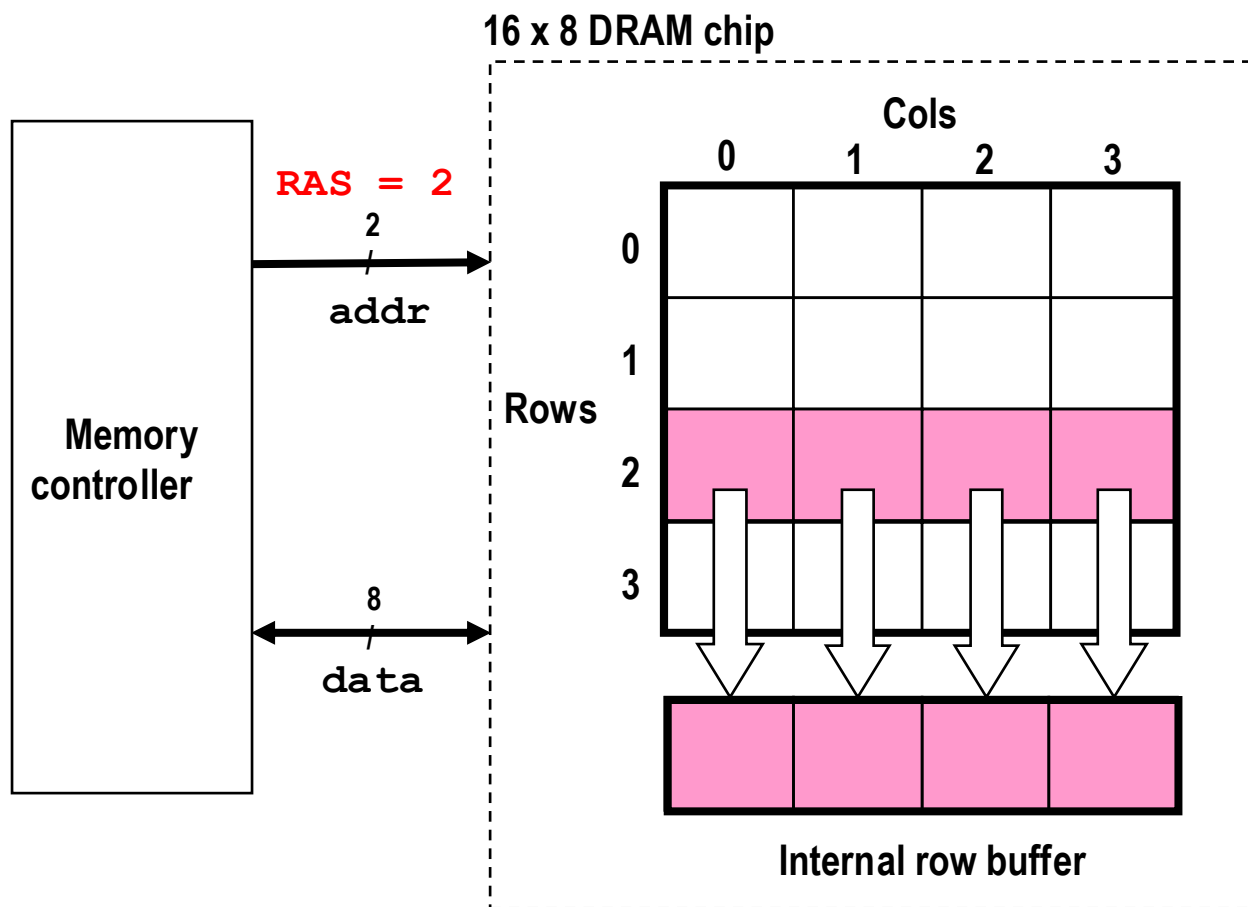 16 x 8 DRAM chip
Cols
0 1 2 3
RAS = 2
2
addr
0
1
Rows
2
3
Memory
controller
8
data
Internal row buffer